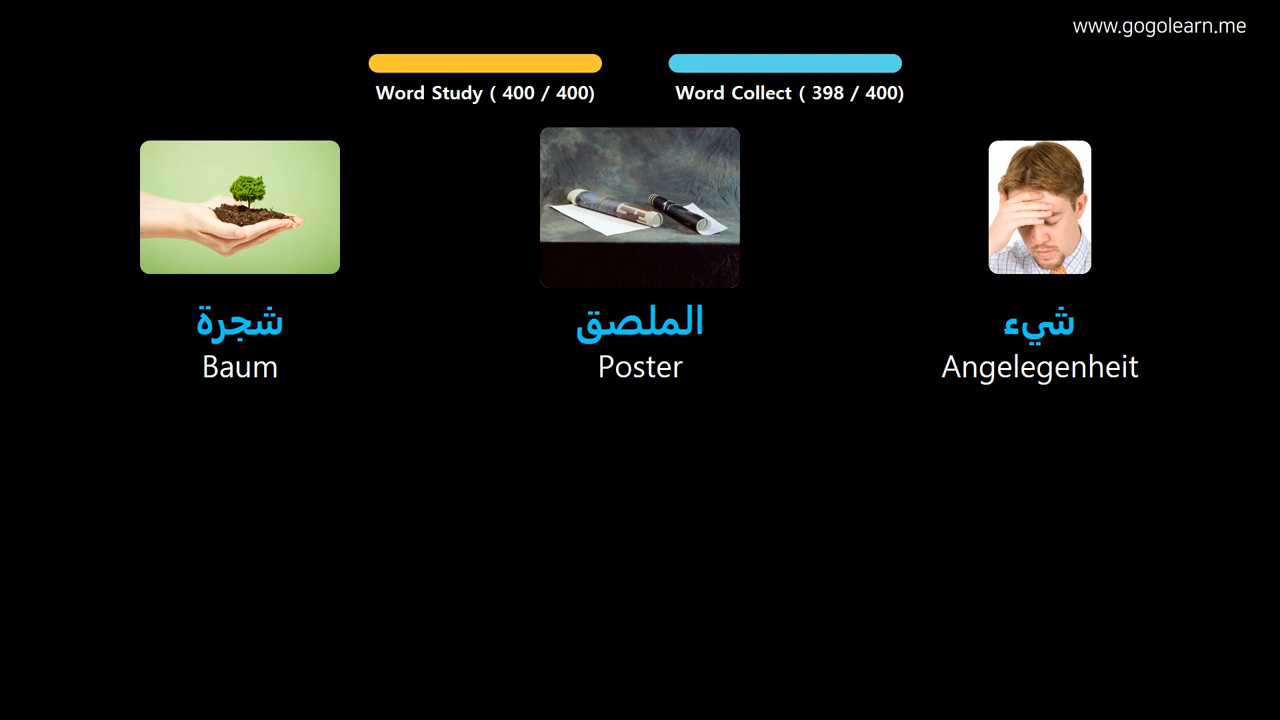 www.gogolearn.me
Word Study ( 400 / 400)
Word Collect ( 398 / 400)
شجرة
Baum
الملصق
Poster
شيء
Angelegenheit